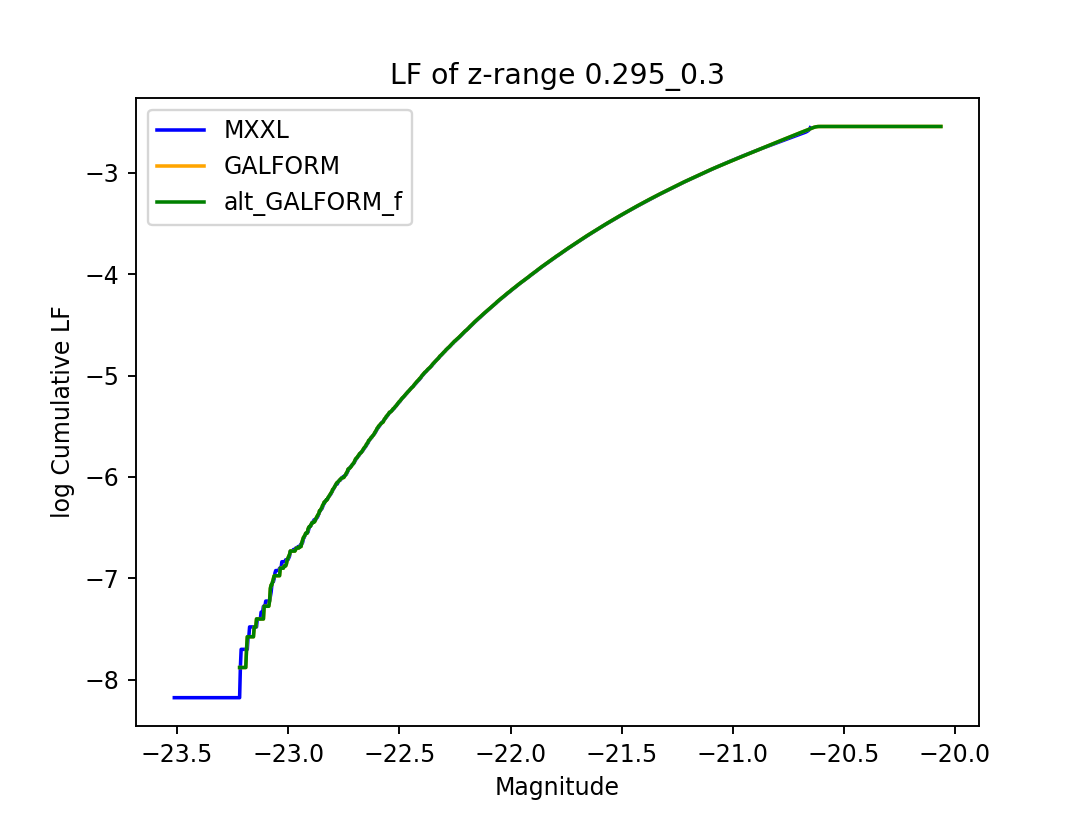 LF of z-range 0.295_0.3
MXXL
GALFORM
alt_GALFORM_f
log Cumulative LF
−3
−4
−5
−6
−7
−8
−23.5
−23.0
−22.5
−22.0
−21.5
−21.0
−20.5
−20.0
Magnitude